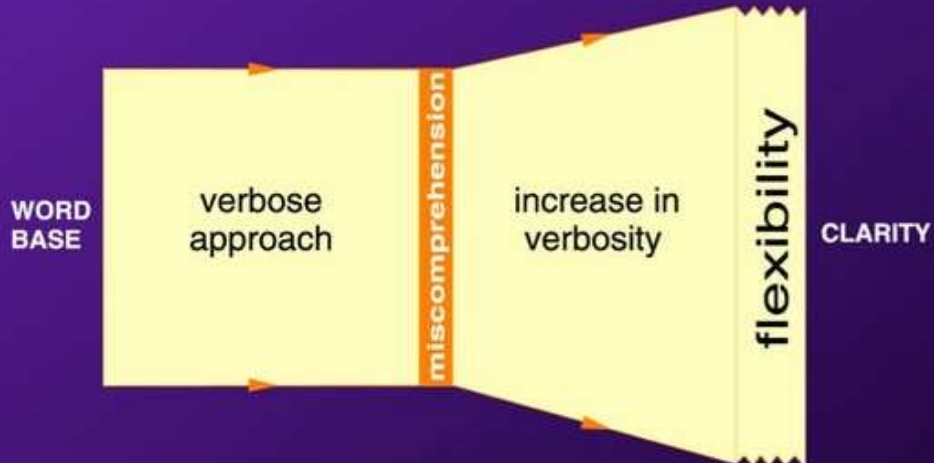 WORD
BASE
verbose
approach
miscomprehension
increase in
verbosity
flexibility
CLARITY